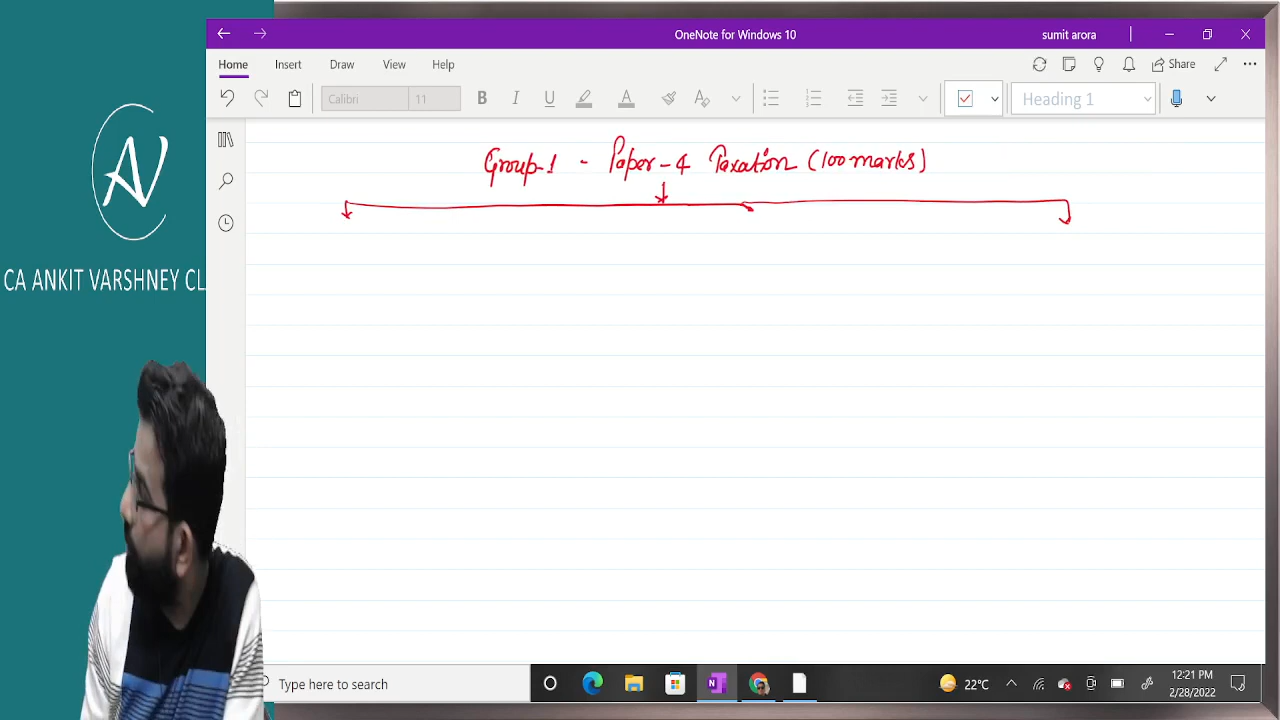 OneNote for Windows 10
sumit arora
Home Insert Draw View Help
Share
Calibri 11 B I U A A Heading 1
Group-1 - Paper-4 Taxation (100 marks)
AV
CA ANKIT VARSHNEY CL
Type here to search
N
22°C
12:21 PM
2/28/2022